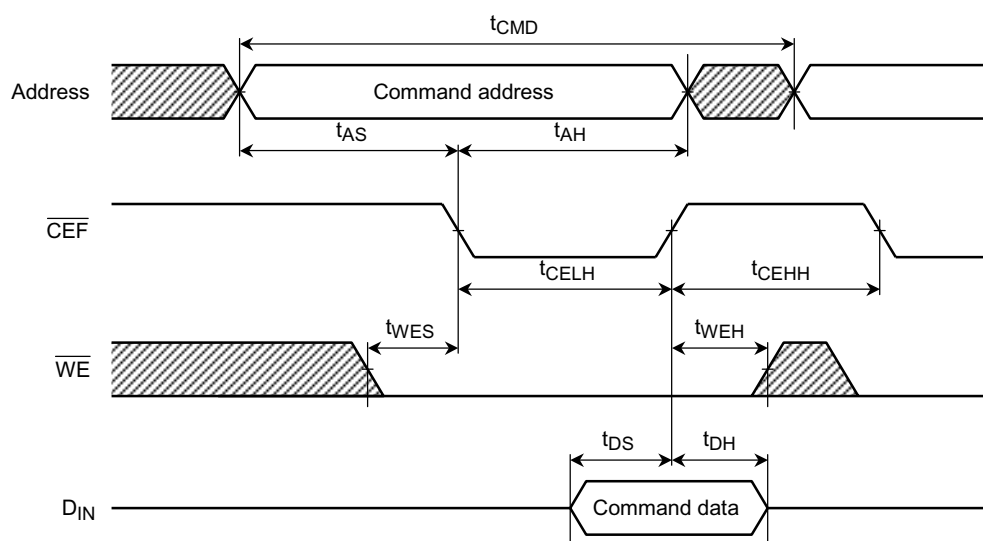 tCMD
Address
Command address
tAS
tAH
CEF
tCELH
tCEHH
tWES
tWEH
WE
tDS
tDH
DIN
Command data